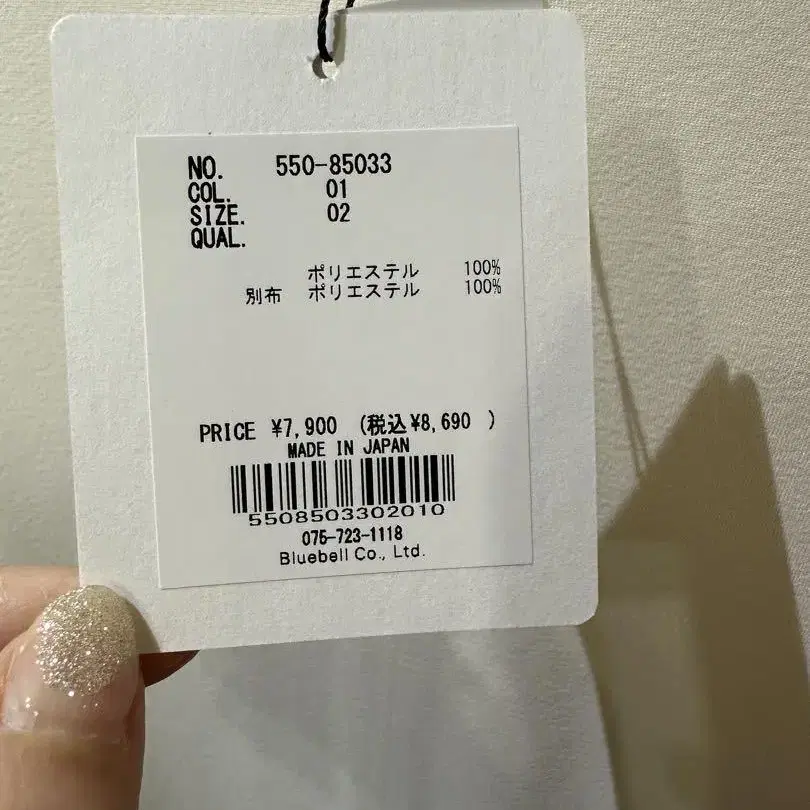 NO. 550-85033
COL. 01
SIZE. 02
QUAL.
ポリエステル 100%
別布 ポリエステル 100%
PRICE ¥7,900 (税込¥8,690 )
MADE IN JAPAN
5508503302010
075-723-1118
Bluebell Co., Ltd.